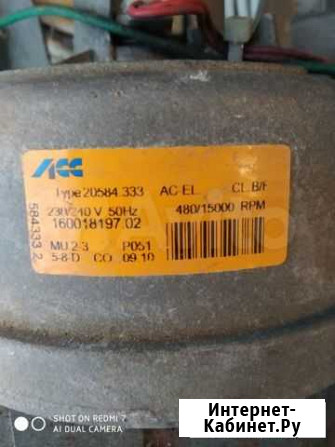 ACC
Type 20584.333 AC-EL CL.B/F
230/240 V 50Hz 480/15000 RPM
160018197.02
MU 2-3 P051
5-8-D CO 09.10
584333.2
SHOT ON REDMI 7
AI DUAL CAMERA
Интернет-
Кабинет.Ру